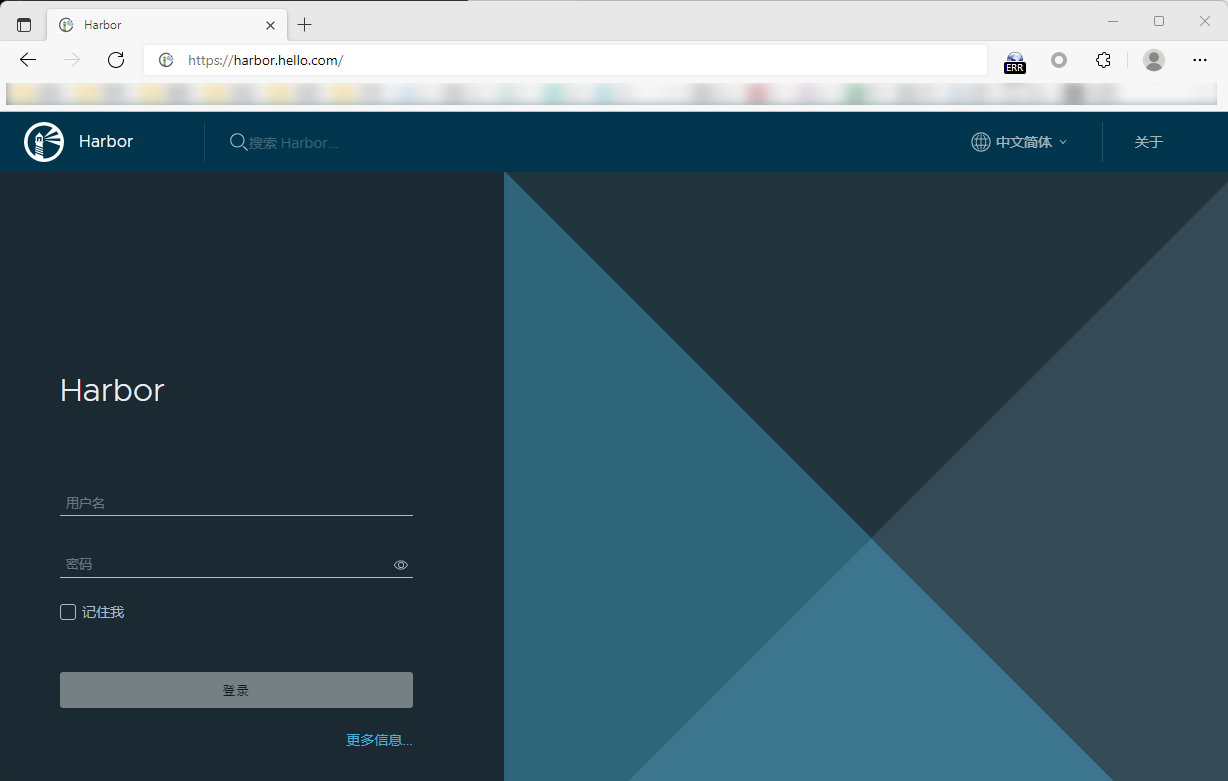 Harbor
https://harbor.hello.com/
ERR
Harbor
搜索 Harbor...
中文简体
关于
Harbor
用户名
密码
记住我
登录
更多信息...